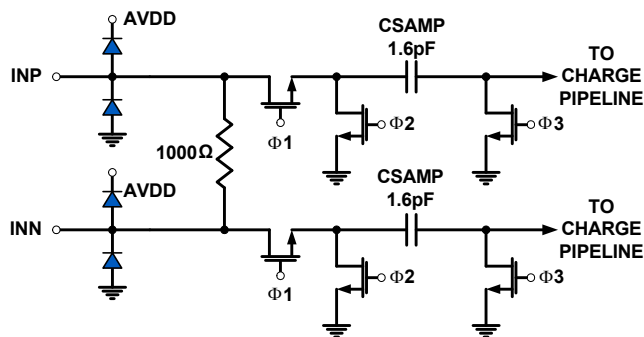 AVDD
CSAMP
1.6pF
TO
CHARGE
PIPELINE
INP
Φ1
Φ2
Φ3
1000Ω
AVDD
CSAMP
1.6pF
TO
CHARGE
PIPELINE
INN
Φ1
Φ2
Φ3